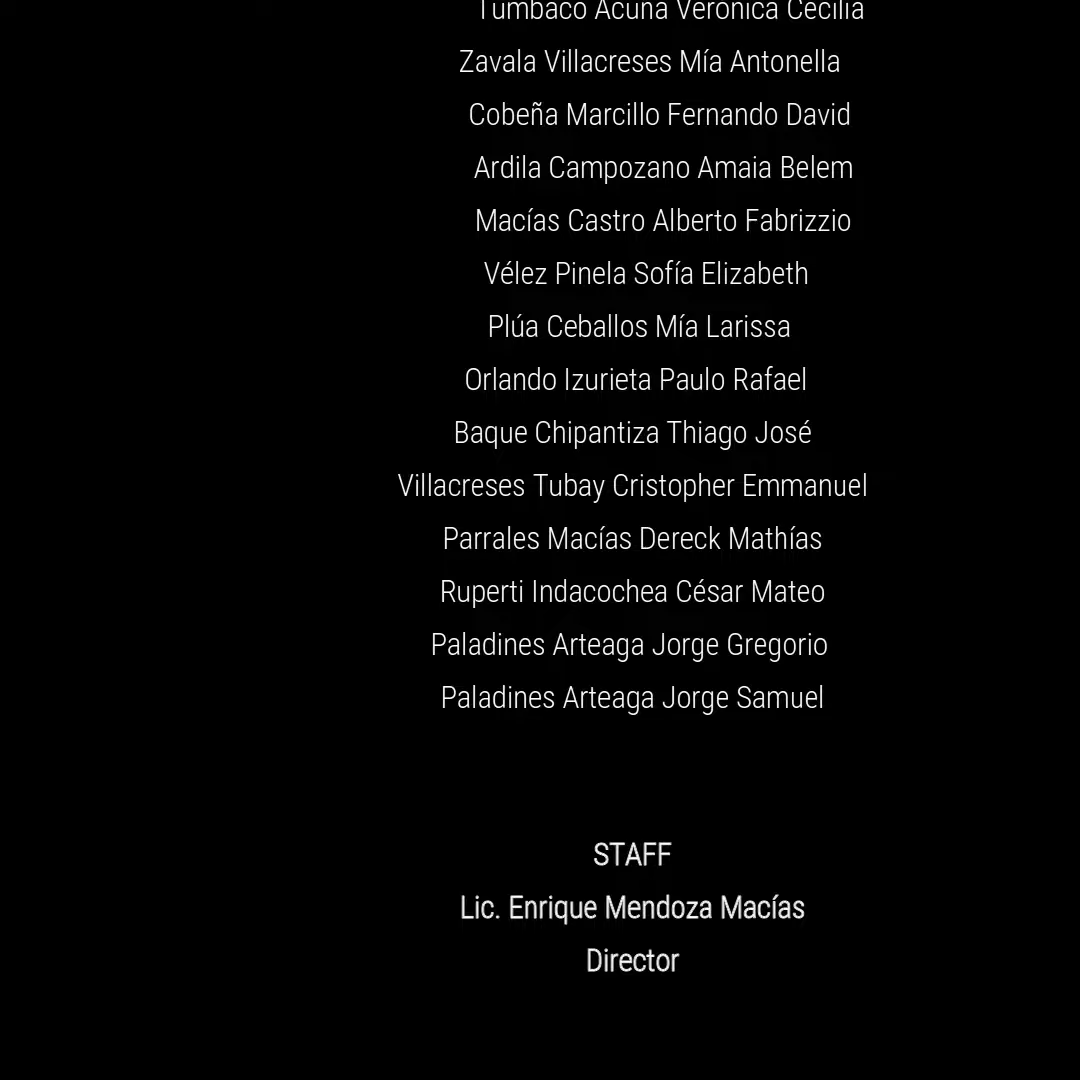 Tumbaco Acuña Verónica Cecilia
Zavala Villacreses Mía Antonella
Cobeña Marcillo Fernando David
Ardila Campozano Amaia Belem
Macías Castro Alberto Fabrizzio
Vélez Pinela Sofía Elizabeth
Plúa Ceballos Mía Larissa
Orlando Izurieta Paulo Rafael
Baque Chipantiza Thiago José
Villacreses Tubay Cristopher Emmanuel
Parrales Macías Dereck Mathías
Ruperti Indacochea César Mateo
Paladines Arteaga Jorge Gregorio
Paladines Arteaga Jorge Samuel
STAFF
Lic. Enrique Mendoza Macías
Director